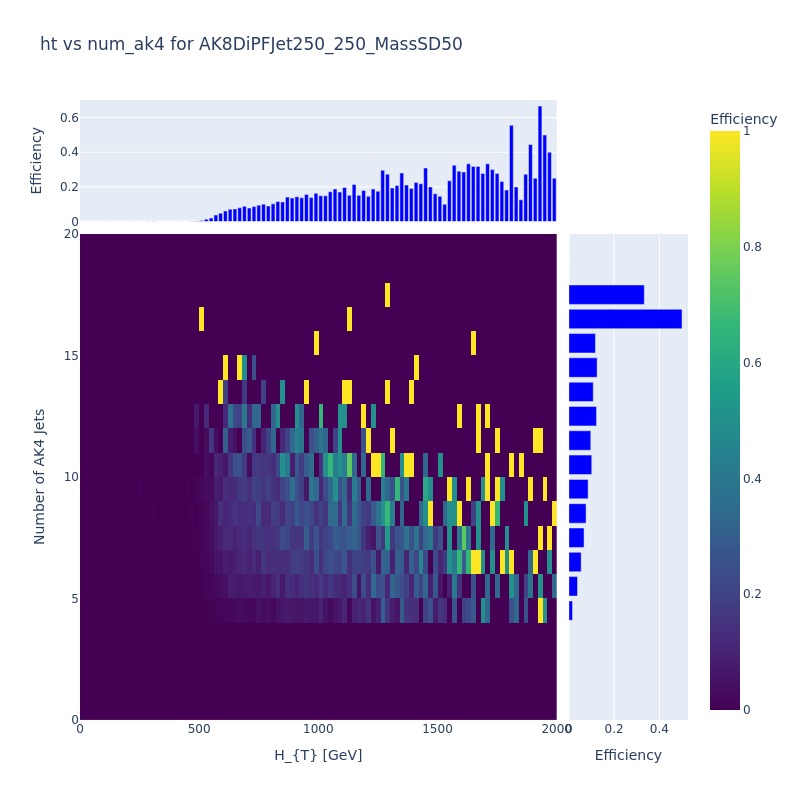 ht vs num_ak4 for AK8DiPFJet250_250_MassSD50
Efficiency
0.6
0.4
0.2
0
Efficiency
1
0.8
0.6
0.4
0.2
0
Number of AK4 Jets
20
15
10
5
0
0 500 1000 1500 2000
H_{T} [GeV]
0 0.2 0.4
Efficiency